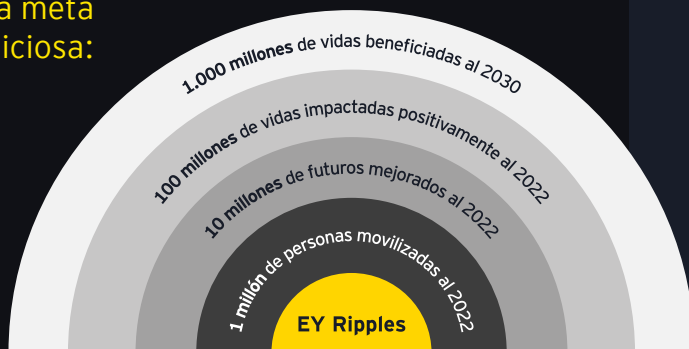 a meta
iciosa:
1.000 millones de vidas beneficiadas al 2030
100 millones de vidas impactadas positivamente al 2022
10 millones de futuros mejorados al 2022
1 millón de personas movilizadas al 2022
EY Ripples